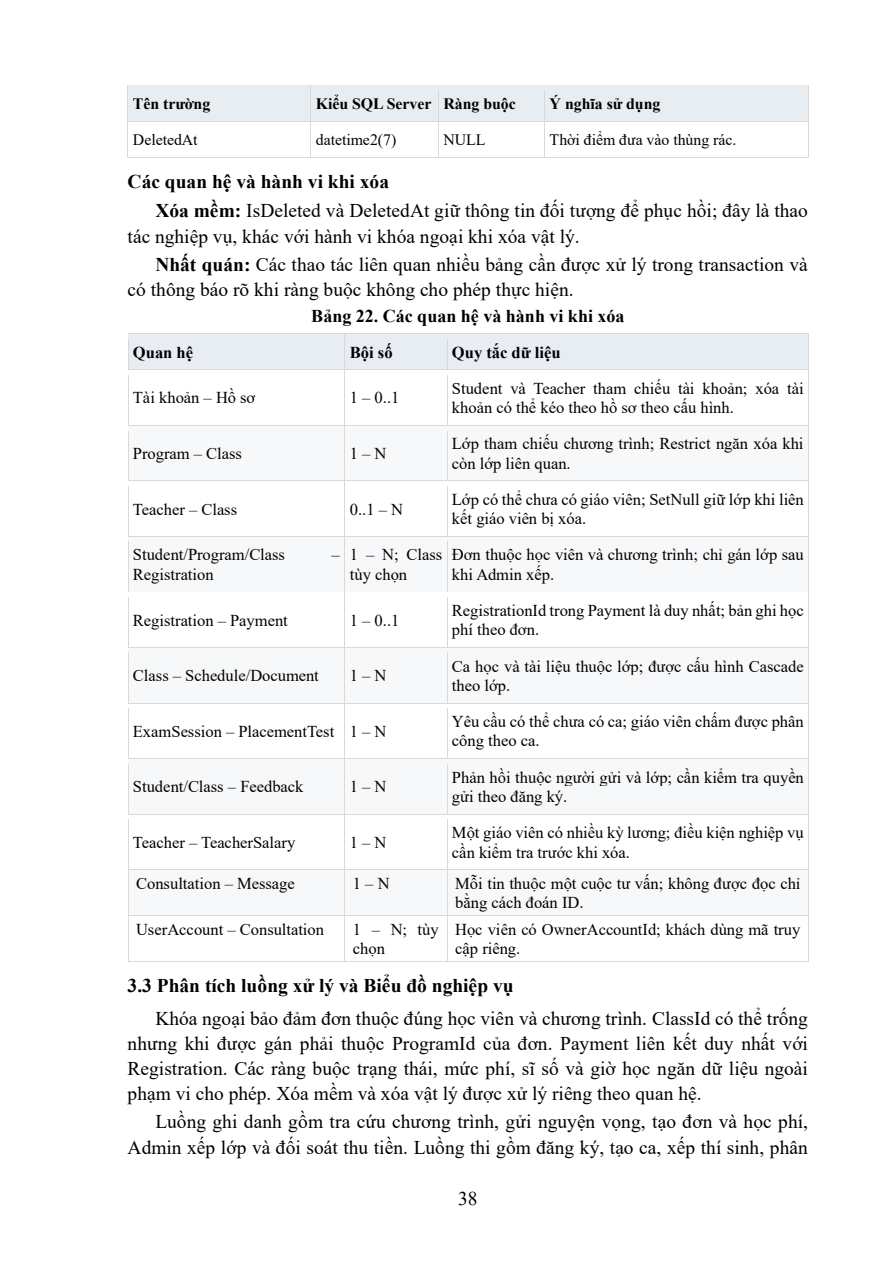 Tên trường Kiểu SQL Server Ràng buộc Ý nghĩa sử dụng
DeletedAt datetime2(7) NULL Thời điểm đưa vào thùng rác.
Các quan hệ và hành vi khi xóa
Xóa mềm: IsDeleted và DeletedAt giữ thông tin đối tượng để phục hồi; đây là thao
tác nghiệp vụ, khác với hành vi khóa ngoại khi xóa vật lý.
Nhất quán: Các thao tác liên quan nhiều bảng cần được xử lý trong transaction và
có thông báo rõ khi ràng buộc không cho phép thực hiện.
Bảng 22. Các quan hệ và hành vi khi xóa
Quan hệ Bội số Quy tắc dữ liệu
Tài khoản – Hồ sơ 1 – 0..1 Student và Teacher tham chiếu tài khoản; xóa tài
khoản có thể kéo theo hồ sơ theo cấu hình.
Program – Class 1 – N Lớp tham chiếu chương trình; Restrict ngăn xóa khi
còn lớp liên quan.
Teacher – Class 0..1 – N Lớp có thể chưa có giáo viên; SetNull giữ lớp khi liên
kết giáo viên bị xóa.
Student/Program/Class – 1 – N; Class Đơn thuộc học viên và chương trình; chỉ gán lớp sau
Registration tùy chọn khi Admin xếp.
Registration – Payment 1 – 0..1 RegistrationId trong Payment là duy nhất; bản ghi học
phí theo đơn.
Class – Schedule/Document 1 – N Ca học và tài liệu thuộc lớp; được cấu hình Cascade
theo lớp.
ExamSession – PlacementTest 1 – N Yêu cầu có thể chưa có ca; giáo viên chấm được phân
công theo ca.
Student/Class – Feedback 1 – N Phản hồi thuộc người gửi và lớp; cần kiểm tra quyền
gửi theo đăng ký.
Teacher – TeacherSalary 1 – N Một giáo viên có nhiều kỳ lương; điều kiện nghiệp vụ
cần kiểm tra trước khi xóa.
Consultation – Message 1 – N Mỗi tin thuộc một cuộc tư vấn; không được đọc chỉ
bằng cách đoán ID.
UserAccount – Consultation 1 – N; tùy Học viên có OwnerAccountId; khách dùng mã truy
chọn cập riêng.
3.3 Phân tích luồng xử lý và Biểu đồ nghiệp vụ
Khóa ngoại bảo đảm đơn thuộc đúng học viên và chương trình. ClassId có thể trống
nhưng khi được gán phải thuộc ProgramId của đơn. Payment liên kết duy nhất với
Registration. Các ràng buộc trạng thái, mức phí, sĩ số và giờ học ngăn dữ liệu ngoài
phạm vi cho phép. Xóa mềm và xóa vật lý được xử lý riêng theo quan hệ.
Luồng ghi danh gồm tra cứu chương trình, gửi nguyện vọng, tạo đơn và học phí,
Admin xếp lớp và đối soát thu tiền. Luồng thi gồm đăng ký, tạo ca, xếp thí sinh, phân
38